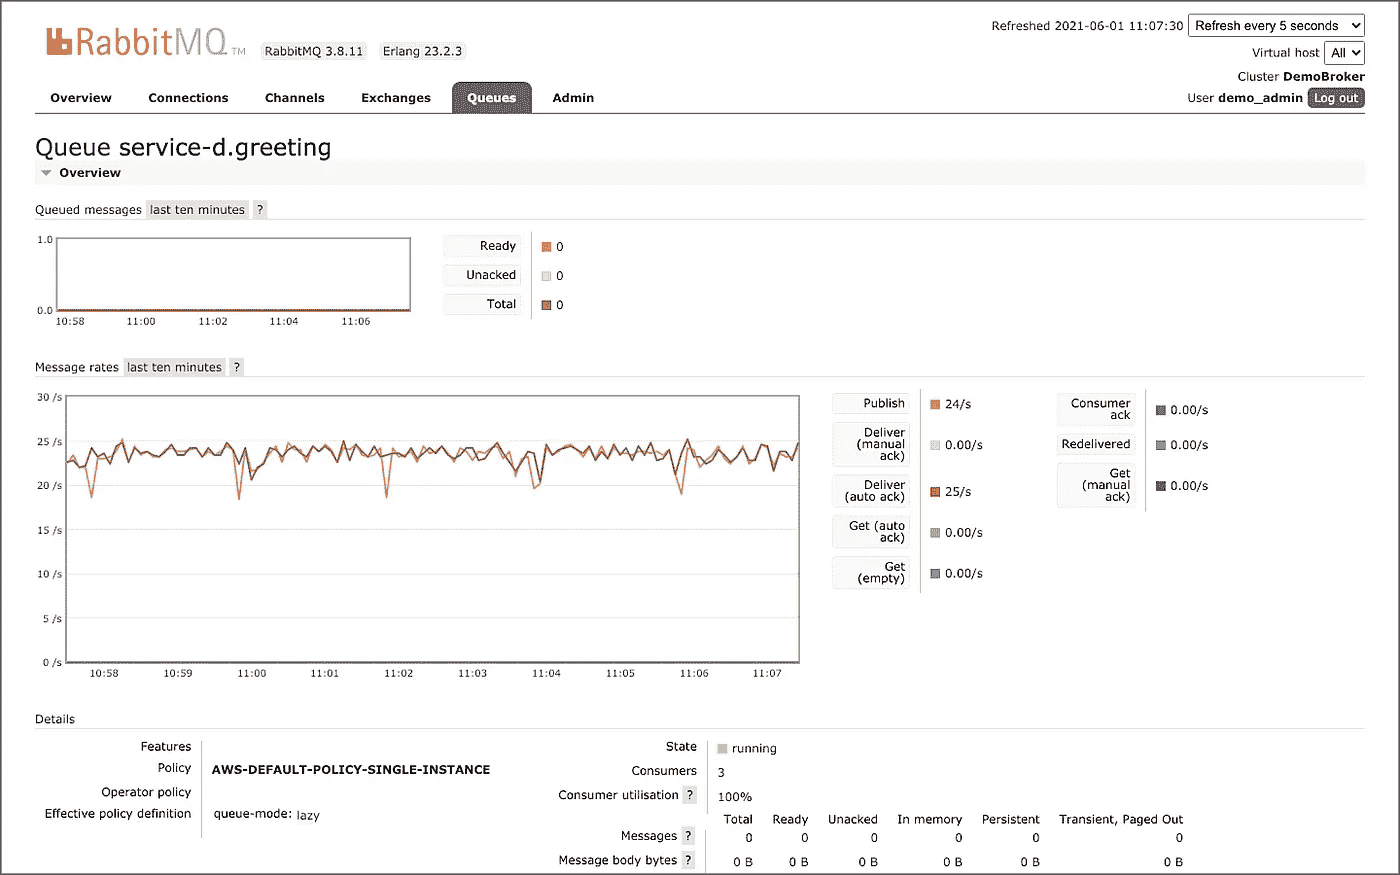 RabbitMQ TM RabbitMQ 3.8.11 Erlang 23.2.3
Refreshed 2021-06-01 11:07:30 Refresh every 5 seconds
Virtual host All
Cluster DemoBroker
User demo_admin Log out
Overview Connections Channels Exchanges Queues Admin
Queue service-d.greeting
Overview
Queued messages last ten minutes ?
1.0
0.0
10:58 11:00 11:02 11:04 11:06
Ready 0
Unacked 0
Total 0
Message rates last ten minutes ?
30 /s
25 /s
20 /s
15 /s
10 /s
5 /s
0 /s
10:58 10:59 11:00 11:01 11:02 11:03 11:04 11:05 11:06 11:07
Publish 24/s
Deliver
(manual 0.00/s
ack)
Deliver
(auto ack) 25/s
Get (auto
ack) 0.00/s
Get
(empty) 0.00/s
Consumer
ack 0.00/s
Redelivered 0.00/s
Get
(manual 0.00/s
ack)
Details
Features
Policy AWS-DEFAULT-POLICY-SINGLE-INSTANCE
Operator policy
Effective policy definition queue-mode: lazy
State running
Consumers 3
Consumer utilisation ? 100%
Total Ready Unacked In memory Persistent Transient, Paged Out
Messages ? 0 0 0 0 0 0
Message body bytes ? 0 B 0 B 0 B 0 B 0 B 0 B